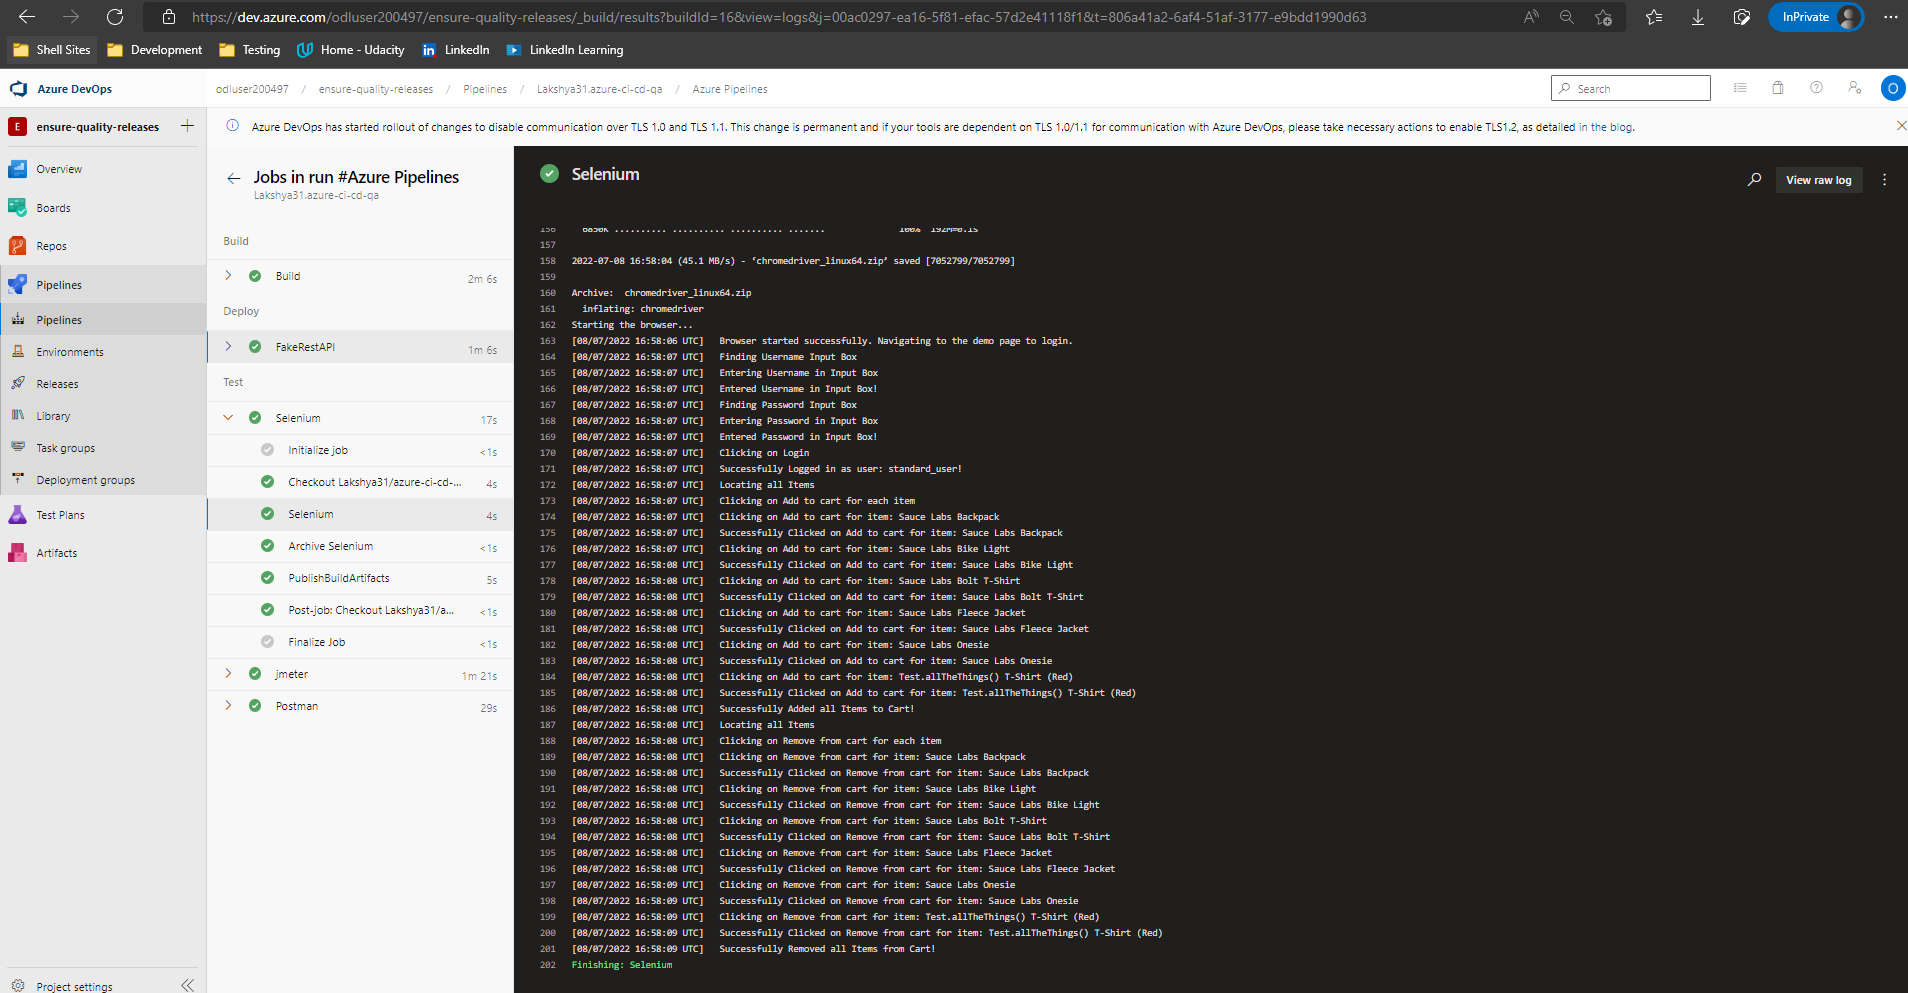 https://dev.azure.com/odluser200497/ensure-quality-releases/_build/results?buildId=16&view=logs&j=00ac0297-ea16-5f81-efac-57d2e41118f1&t=806a41a2-6af4-51af-3177-e9bdd1990d63
InPrivate
Shell Sites Development Testing Home - Udacity LinkedIn LinkedIn Learning
Azure DevOps
odluser200497 / ensure-quality-releases / Pipelines / Lakshya31.azure-ci-cd-qa / Azure Pipelines
Search
O
E ensure-quality-releases
Azure DevOps has started rollout of changes to disable communication over TLS 1.0 and TLS 1.1. This change is permanent and if your tools are dependent on TLS 1.0/1.1 for communication with Azure DevOps, please take necessary actions to enable TLS1.2, as detailed in the blog.
Overview
Boards
Repos
Pipelines
Pipelines
Environments
Releases
Library
Task groups
Deployment groups
Test Plans
Artifacts
Project settings
Jobs in run #Azure Pipelines
Lakshya31.azure-ci-cd-qa
Build
Build 2m 6s
Deploy
FakeRestAPI 1m 6s
Test
Selenium 17s
Initialize job <1s
Checkout Lakshya31/azure-ci-cd-... 4s
Selenium 4s
Archive Selenium <1s
PublishBuildArtifacts 5s
Post-job: Checkout Lakshya31/a... <1s
Finalize Job <1s
jmeter 1m 21s
Postman 29s
Selenium
View raw log
156 6850K .......... .......... .......... ....... 100% 192M=0.1s
157
158 2022-07-08 16:58:04 (45.1 MB/s) - ‘chromedriver_linux64.zip’ saved [7052799/7052799]
159
160 Archive:  chromedriver_linux64.zip
161 inflating: chromedriver
162 Starting the browser...
163 [08/07/2022 16:58:06 UTC] Browser started successfully. Navigating to the demo page to login.
164 [08/07/2022 16:58:07 UTC] Finding Username Input Box
165 [08/07/2022 16:58:07 UTC] Entering Username in Input Box
166 [08/07/2022 16:58:07 UTC] Entered Username in Input Box!
167 [08/07/2022 16:58:07 UTC] Finding Password Input Box
168 [08/07/2022 16:58:07 UTC] Entering Password in Input Box
169 [08/07/2022 16:58:07 UTC] Entered Password in Input Box!
170 [08/07/2022 16:58:07 UTC] Clicking on Login
171 [08/07/2022 16:58:07 UTC] Successfully Logged in as user: standard_user!
172 [08/07/2022 16:58:07 UTC] Locating all Items
173 [08/07/2022 16:58:07 UTC] Clicking on Add to cart for each item
174 [08/07/2022 16:58:07 UTC] Clicking on Add to cart for item: Sauce Labs Backpack
175 [08/07/2022 16:58:07 UTC] Successfully Clicked on Add to cart for item: Sauce Labs Backpack
176 [08/07/2022 16:58:07 UTC] Clicking on Add to cart for item: Sauce Labs Bike Light
177 [08/07/2022 16:58:08 UTC] Successfully Clicked on Add to cart for item: Sauce Labs Bike Light
178 [08/07/2022 16:58:08 UTC] Clicking on Add to cart for item: Sauce Labs Bolt T-Shirt
179 [08/07/2022 16:58:08 UTC] Successfully Clicked on Add to cart for item: Sauce Labs Bolt T-Shirt
180 [08/07/2022 16:58:08 UTC] Clicking on Add to cart for item: Sauce Labs Fleece Jacket
181 [08/07/2022 16:58:08 UTC] Successfully Clicked on Add to cart for item: Sauce Labs Fleece Jacket
182 [08/07/2022 16:58:08 UTC] Clicking on Add to cart for item: Sauce Labs Onesie
183 [08/07/2022 16:58:08 UTC] Successfully Clicked on Add to cart for item: Sauce Labs Onesie
184 [08/07/2022 16:58:08 UTC] Clicking on Add to cart for item: Test.allTheThings() T-Shirt (Red)
185 [08/07/2022 16:58:08 UTC] Successfully Clicked on Add to cart for item: Test.allTheThings() T-Shirt (Red)
186 [08/07/2022 16:58:08 UTC] Successfully Added all Items to Cart!
187 [08/07/2022 16:58:08 UTC] Locating all Items
188 [08/07/2022 16:58:08 UTC] Clicking on Remove from cart for each item
189 [08/07/2022 16:58:08 UTC] Clicking on Remove from cart for item: Sauce Labs Backpack
190 [08/07/2022 16:58:08 UTC] Successfully Clicked on Remove from cart for item: Sauce Labs Backpack
191 [08/07/2022 16:58:08 UTC] Clicking on Remove from cart for item: Sauce Labs Bike Light
192 [08/07/2022 16:58:08 UTC] Successfully Clicked on Remove from cart for item: Sauce Labs Bike Light
193 [08/07/2022 16:58:08 UTC] Clicking on Remove from cart for item: Sauce Labs Bolt T-Shirt
194 [08/07/2022 16:58:08 UTC] Successfully Clicked on Remove from cart for item: Sauce Labs Bolt T-Shirt
195 [08/07/2022 16:58:08 UTC] Clicking on Remove from cart for item: Sauce Labs Fleece Jacket
196 [08/07/2022 16:58:08 UTC] Successfully Clicked on Remove from cart for item: Sauce Labs Fleece Jacket
197 [08/07/2022 16:58:09 UTC] Clicking on Remove from cart for item: Sauce Labs Onesie
198 [08/07/2022 16:58:09 UTC] Successfully Clicked on Remove from cart for item: Sauce Labs Onesie
199 [08/07/2022 16:58:09 UTC] Clicking on Remove from cart for item: Test.allTheThings() T-Shirt (Red)
200 [08/07/2022 16:58:09 UTC] Successfully Clicked on Remove from cart for item: Test.allTheThings() T-Shirt (Red)
201 [08/07/2022 16:58:09 UTC] Successfully Removed all Items from Cart!
202 Finishing: Selenium